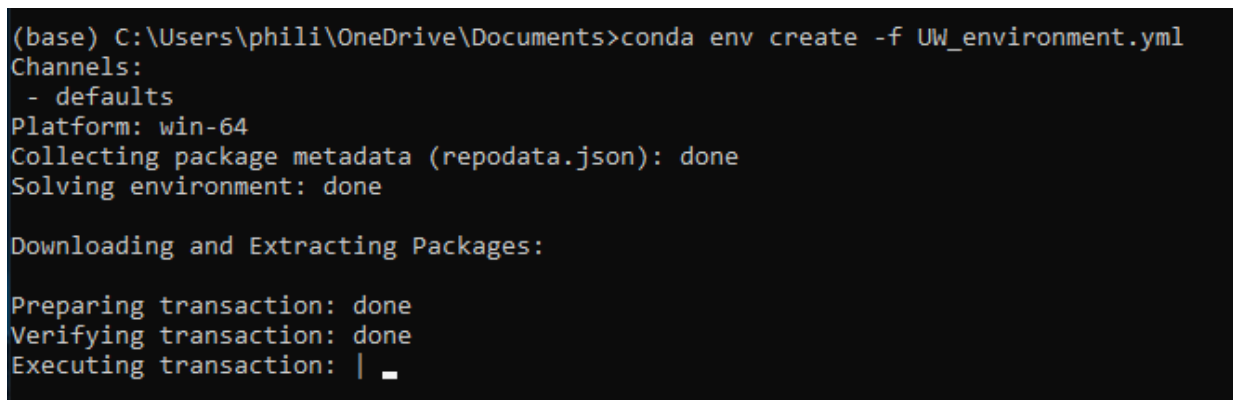 (base) C:\Users\phili\OneDrive\Documents>conda env create -f UW_environment.yml
Channels:
 - defaults
Platform: win-64
Collecting package metadata (repodata.json): done
Solving environment: done
Downloading and Extracting Packages:
Preparing transaction: done
Verifying transaction: done
Executing transaction: |